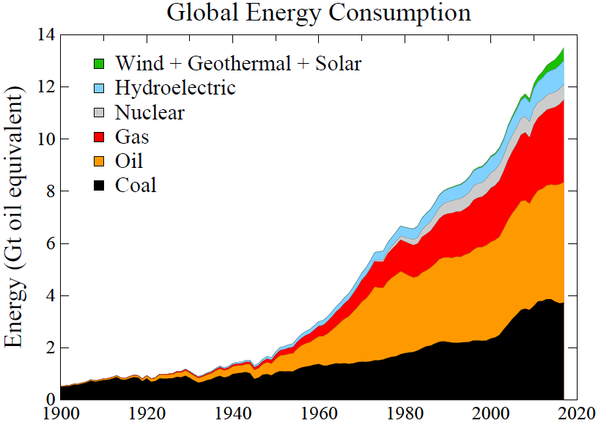 Global Energy Consumption
14
12
10
8
6
4
2
0
Energy (Gt oil equivalent)
Wind + Geothermal + Solar
Hydroelectric
Nuclear
Gas
Oil
Coal
1900 1920 1940 1960 1980 2000 2020